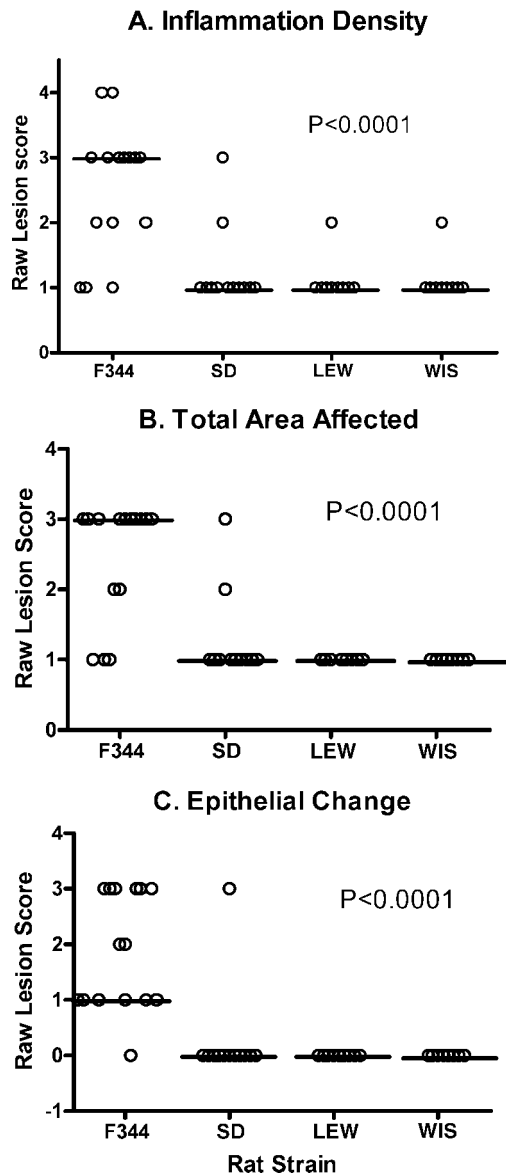 A. Inflammation Density
Raw Lesion score
4
3
2
1
0
P<0.0001
F344 SD LEW WIS
B. Total Area Affected
Raw Lesion Score
4
3
2
1
0
P<0.0001
F344 SD LEW WIS
C. Epithelial Change
Raw Lesion Score
4
3
2
1
0
-1
P<0.0001
F344 SD LEW WIS
Rat Strain